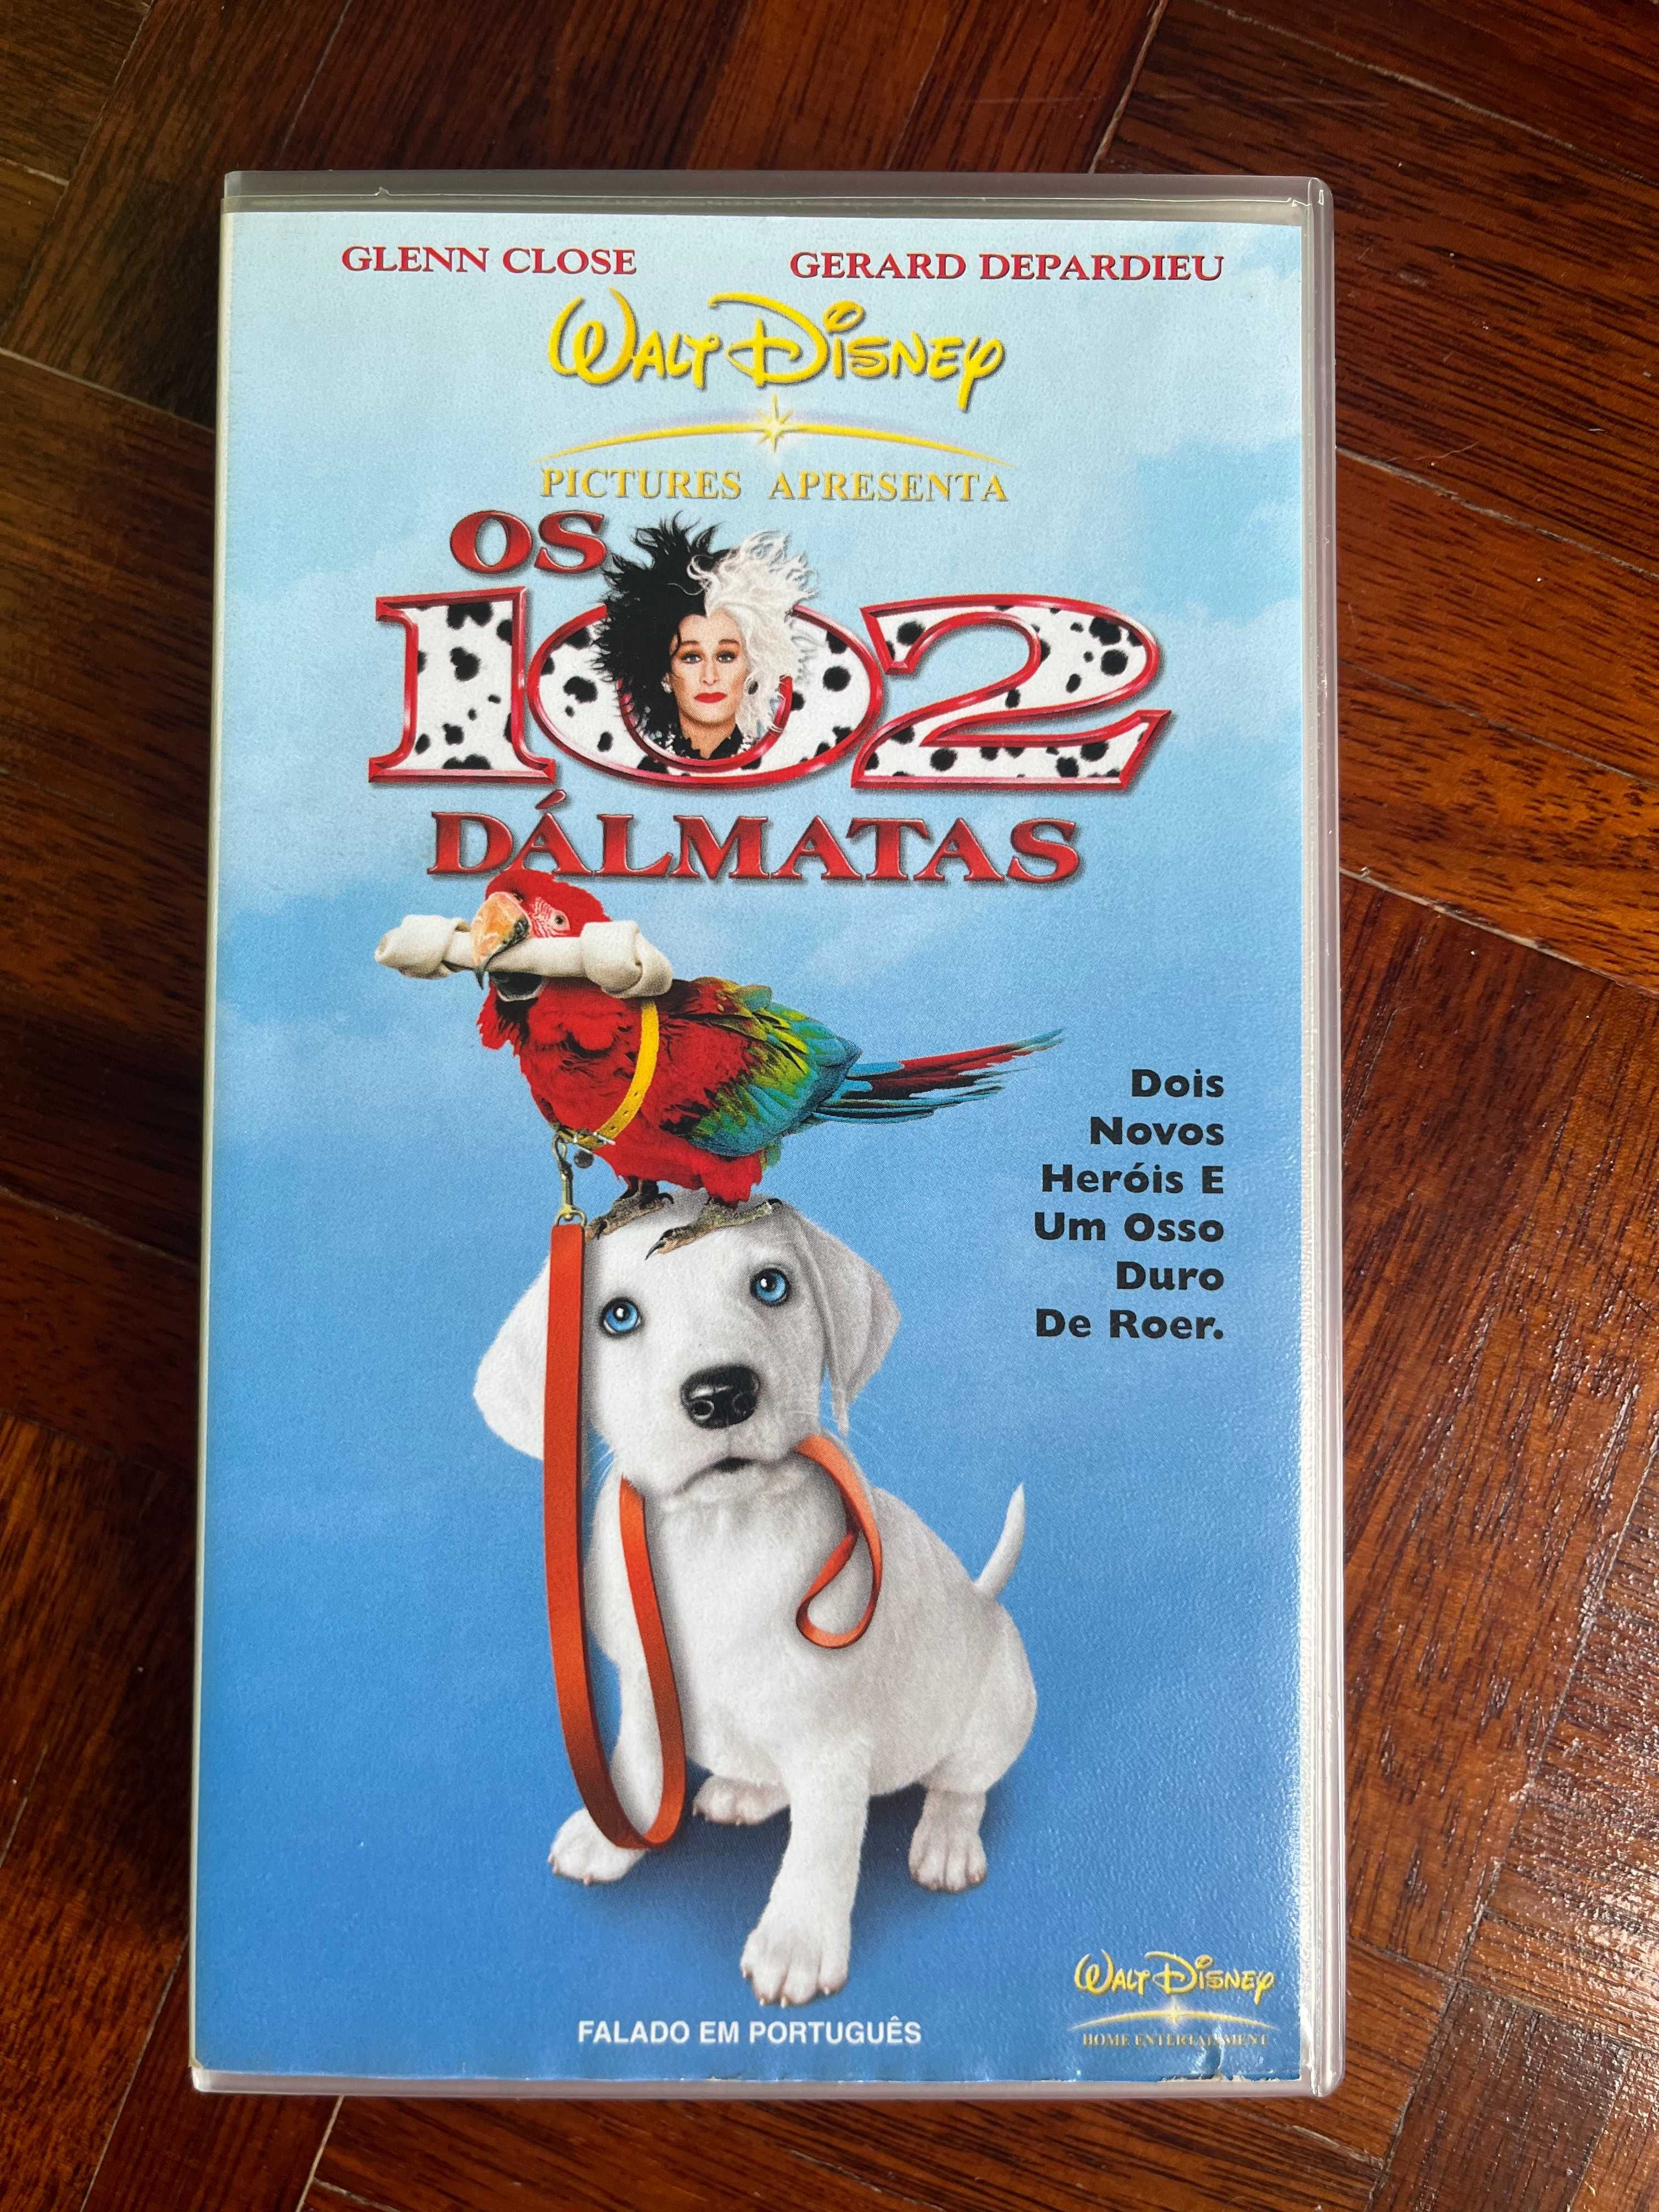 GLENN CLOSE GERARD DEPARDIEU
WALT DISNEY
PICTURES APRESENTA
OS
102
DÁLMATAS
Dois
Novos
Heróis E
Um Osso
Duro
De Roer.
WALT DISNEY
HOME ENTERTAINMENT
FALADO EM PORTUGUÊS